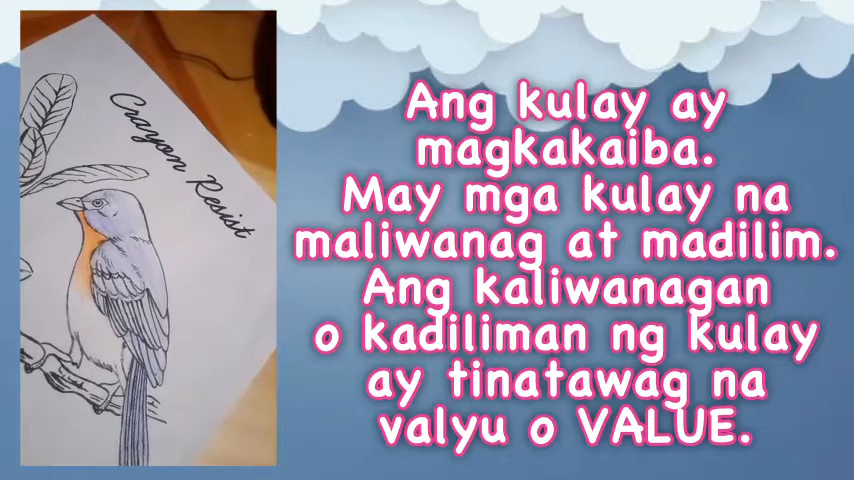 Crayon Resist
Ang kulay ay
magkakaiba.
May mga kulay na
maliwanag at madilim.
Ang kaliwanagan
o kadiliman ng kulay
ay tinatawag na
valyu o VALUE.